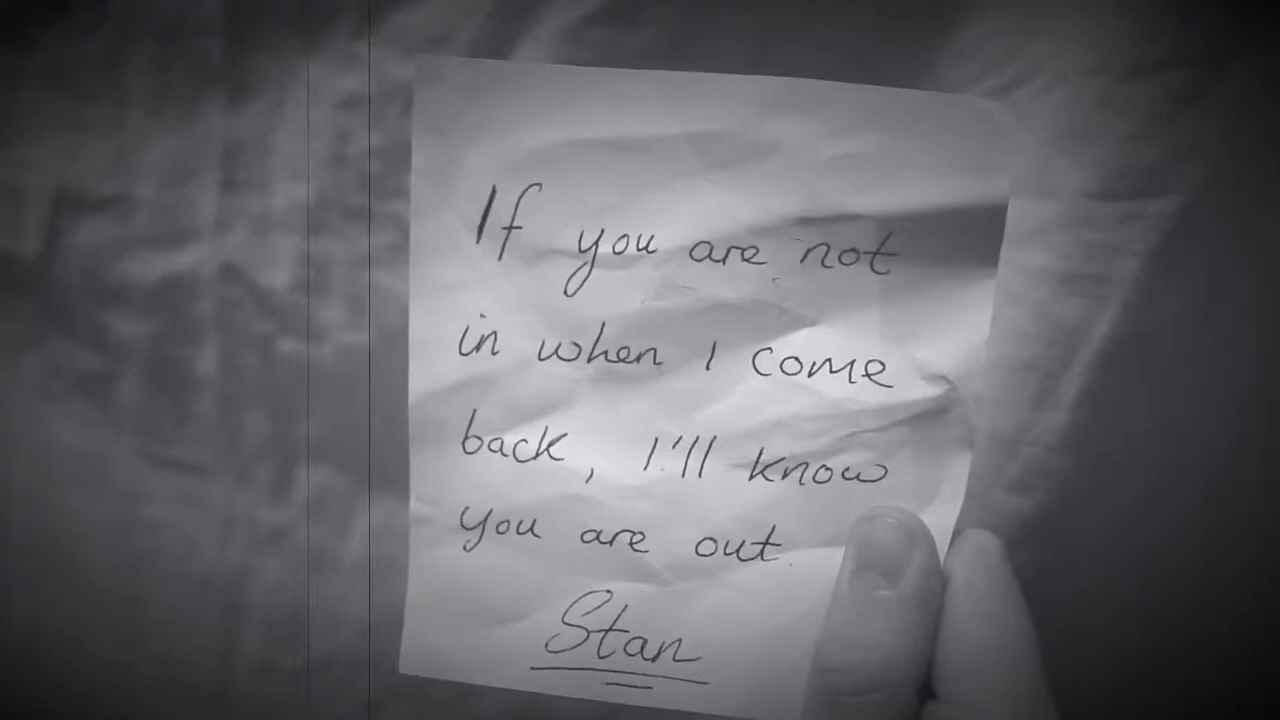 If you are not
in when I come
back, I'll know
you are out.
Stan